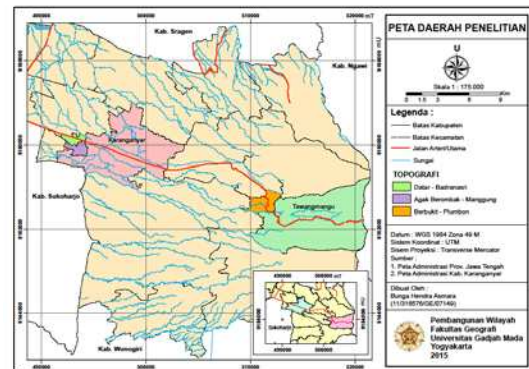 PETA DAERAH PENELITIAN
U
Skala 1 : 175.000
Legenda :
Batas Kabupaten
Batas Kecamatan
Jalan Arteri/Utama
Sungai
TOPOGRAFI
Datar - Badranasri
Agak Berombak - Manggung
Berbukit - Plumbon
Datum : WGS 1984 Zona 49 M
Sistem Koordinat : UTM
Sisem Proyeksi : Transverse Mercator
Sumber :
1. Peta Administrasi Prov. Jawa Tengah
2. Peta Administrasi Kab. Karanganyar
Dibuat Oleh :
Bunga Hendra Asmara
Pembangunan Wilayah
Fakultas Geografi
Universitas Gadjah Mada
Yogyakarta
2015
Kab. Sragen
Kab. Ngawi
Karanganyar
Kab. Sukoharjo
Tawangmangu
Kab. Wonogiri
Sukoharjo